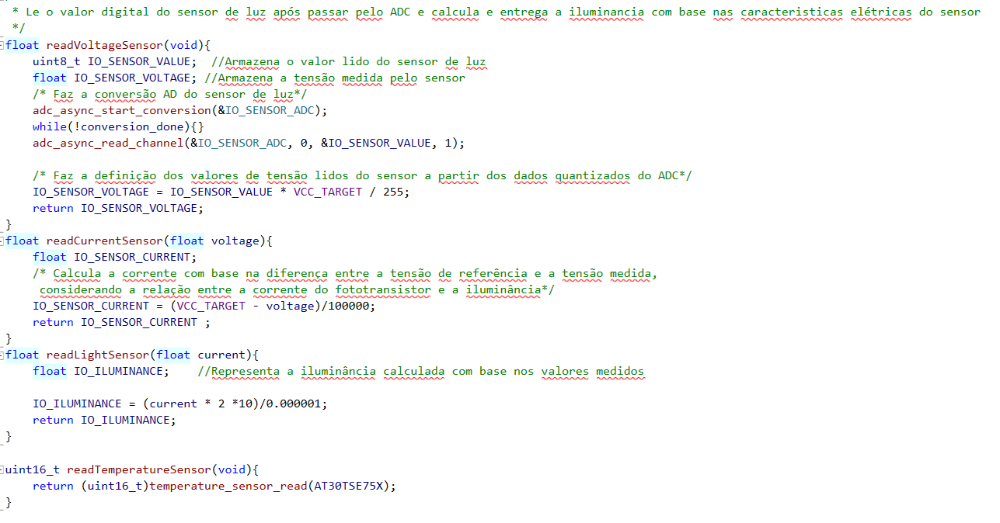 * Le o valor digital do sensor de luz após passar pelo ADC e calcula e entrega a iluminancia com base nas caracteristicas elétricas do sensor
*/
float readVoltageSensor(void){
uint8_t IO_SENSOR_VALUE; //Armazena o valor lido do sensor de luz
float IO_SENSOR_VOLTAGE; //Armazena a tensão medida pelo sensor
/* Faz a conversão AD do sensor de luz*/
adc_async_start_conversion(&IO_SENSOR_ADC);
while(!conversion_done){}
adc_async_read_channel(&IO_SENSOR_ADC, 0, &IO_SENSOR_VALUE, 1);
/* Faz a definição dos valores de tensão lidos do sensor a partir dos dados quantizados do ADC*/
IO_SENSOR_VOLTAGE = IO_SENSOR_VALUE * VCC_TARGET / 255;
return IO_SENSOR_VOLTAGE;
}
float readCurrentSensor(float voltage){
float IO_SENSOR_CURRENT;
/* Calcula a corrente com base na diferença entre a tensão de referência e a tensão medida,
considerando a relação entre a corrente do fototransistor e a iluminância*/
IO_SENSOR_CURRENT = (VCC_TARGET - voltage)/100000;
return IO_SENSOR_CURRENT ;
}
float readLightSensor(float current){
float IO_ILUMINANCE; //Representa a iluminância calculada com base nos valores medidos
IO_ILUMINANCE = (current * 2 *10)/0.000001;
return IO_ILUMINANCE;
}
uint16_t readTemperatureSensor(void){
return (uint16_t)temperature_sensor_read(AT30TSE75X);
}